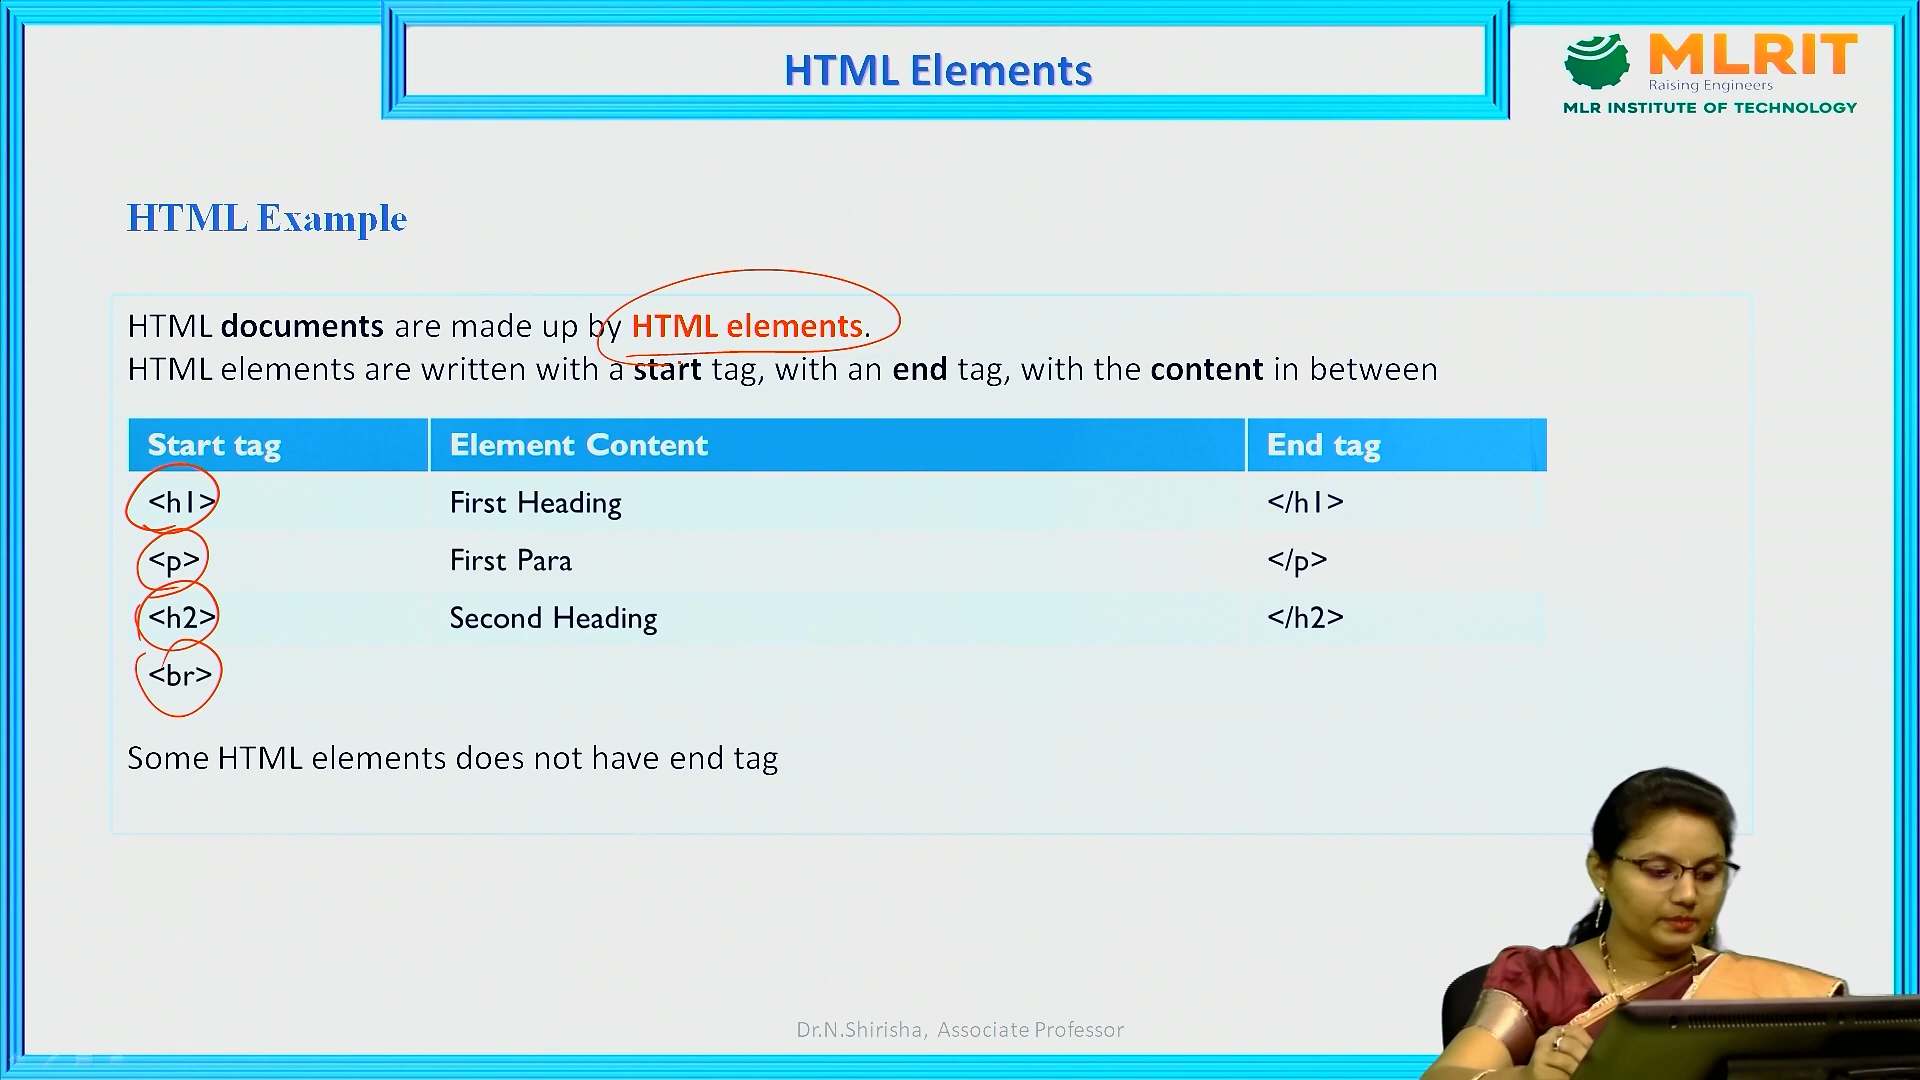 HTML Elements
MLRIT
Raising Engineers
MLR INSTITUTE OF TECHNOLOGY
HTML Example
HTML documents are made up by HTML elements.
HTML elements are written with a start tag, with an end tag, with the content in between
Start tag Element Content End tag
<h1> First Heading </h1>
<p> First Para </p>
<h2> Second Heading </h2>
<br>
Some HTML elements does not have end tag
Dr.N.Shirisha, Associate Professor